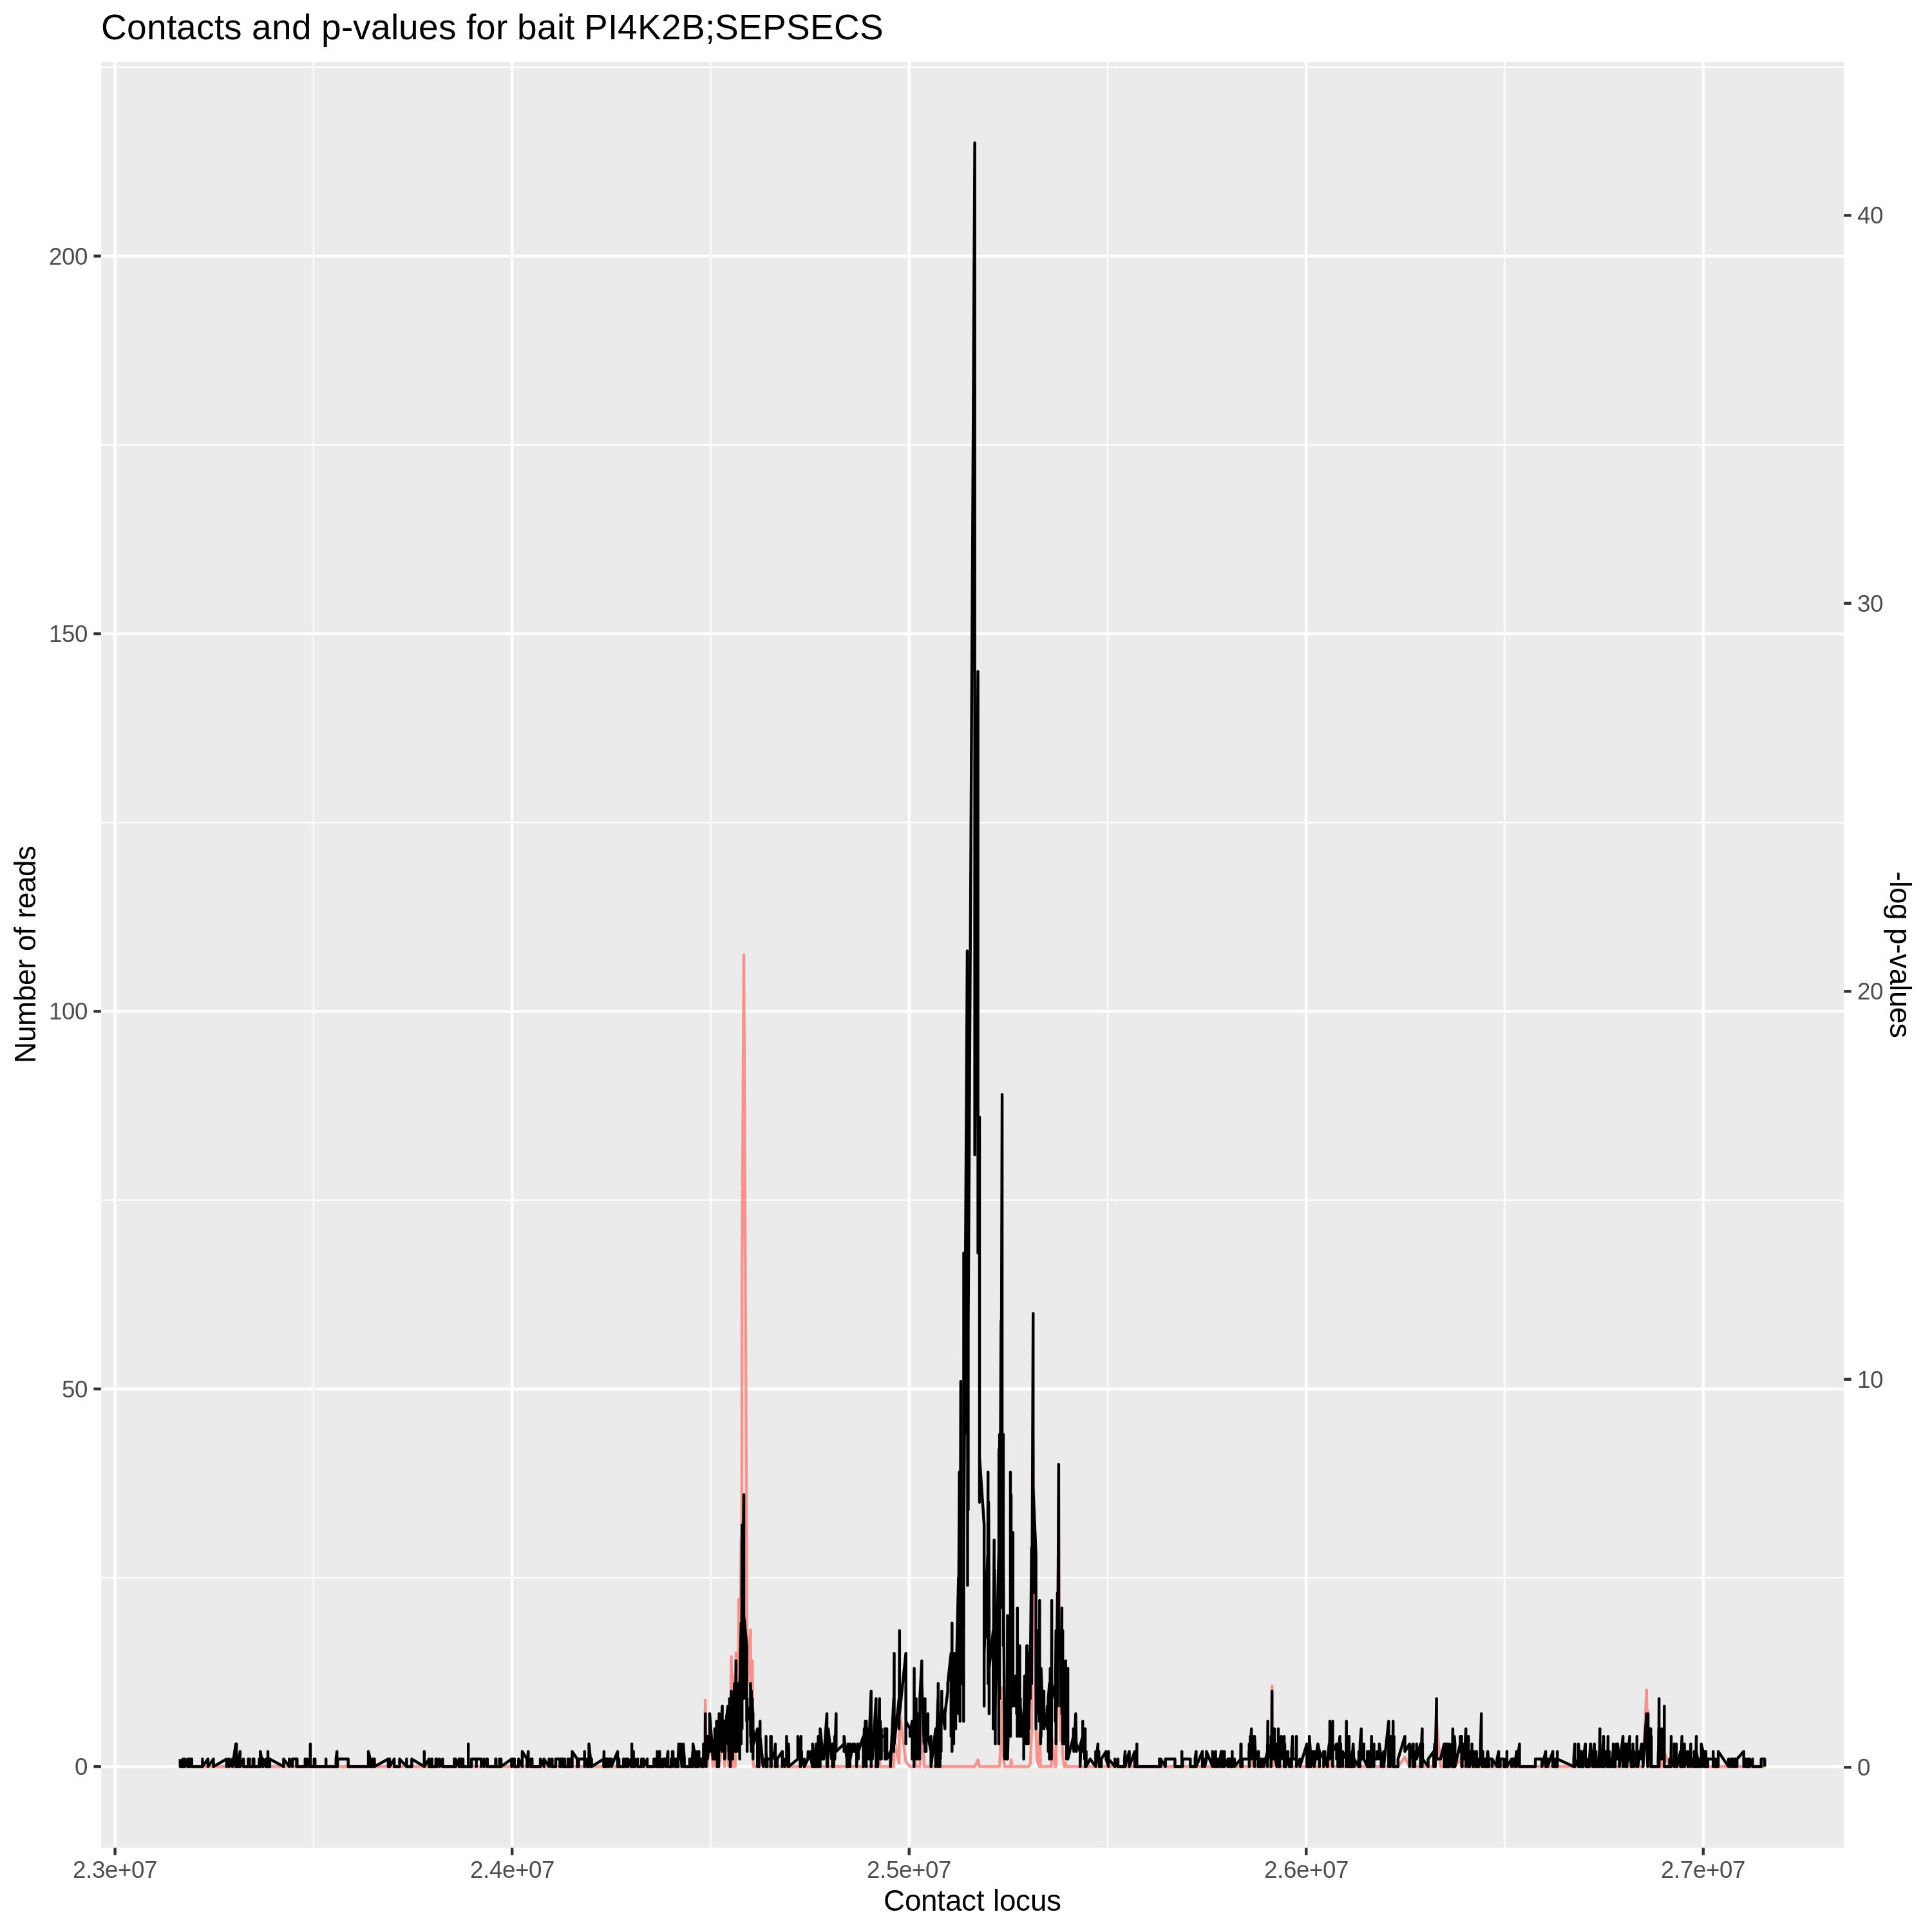 Contacts and p-values for bait PI4K2B;SEPSECS
Number of reads
200
150
100
50
0
40
30
20
10
0
-log p-values
2.3e+07 2.4e+07 2.5e+07 2.6e+07 2.7e+07
Contact locus